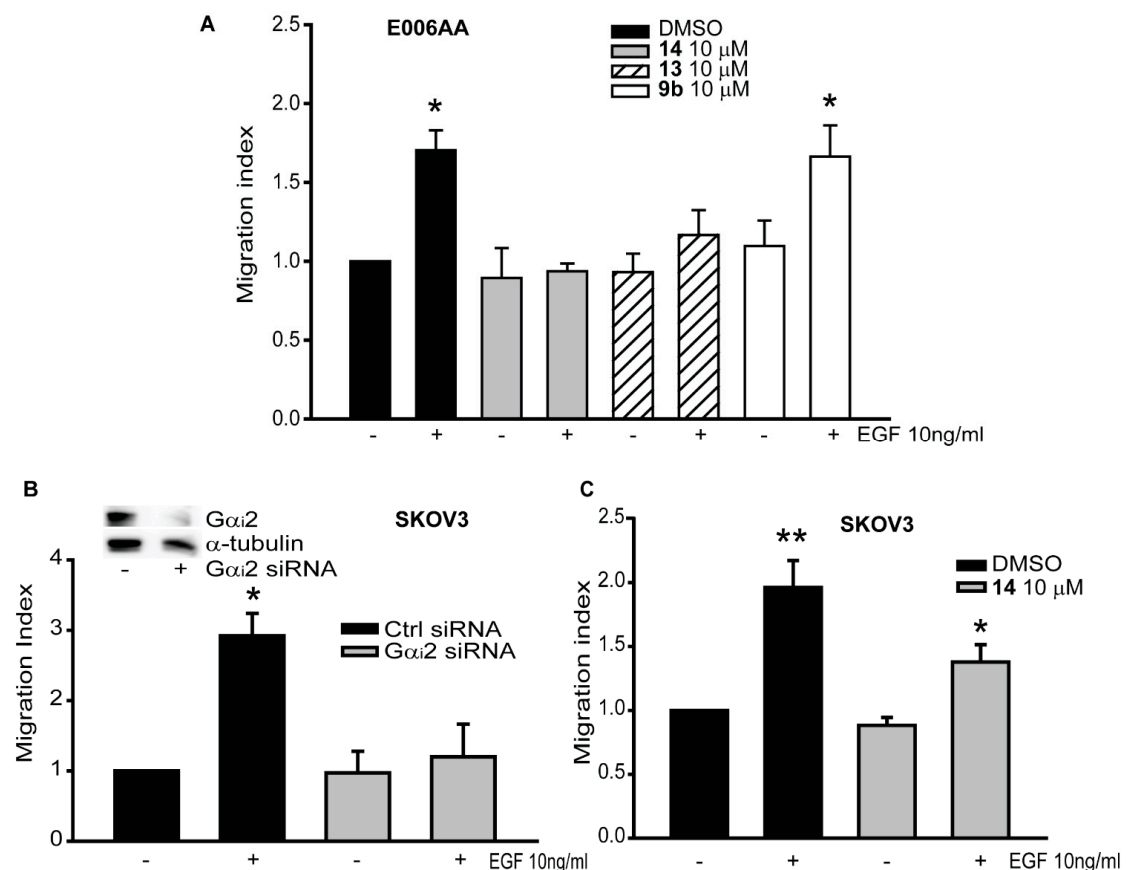 A
E006AA
DMSO
14 10 μM
13 10 μM
9b 10 μM
2.5
2.0
1.5
1.0
0.5
0.0
Migration index
*
*
- + - + - + - + EGF 10ng/ml
B
SKOV3
Gαi2
α-tubulin
- + Gαi2 siRNA
*
Ctrl siRNA
Gαi2 siRNA
4
3
2
1
0
Migration Index
- + - + EGF 10ng/ml
C
SKOV3
DMSO
14 10 μM
2.5
2.0
1.5
1.0
0.5
0.0
Migration index
**
*
- + - + EGF 10ng/ml